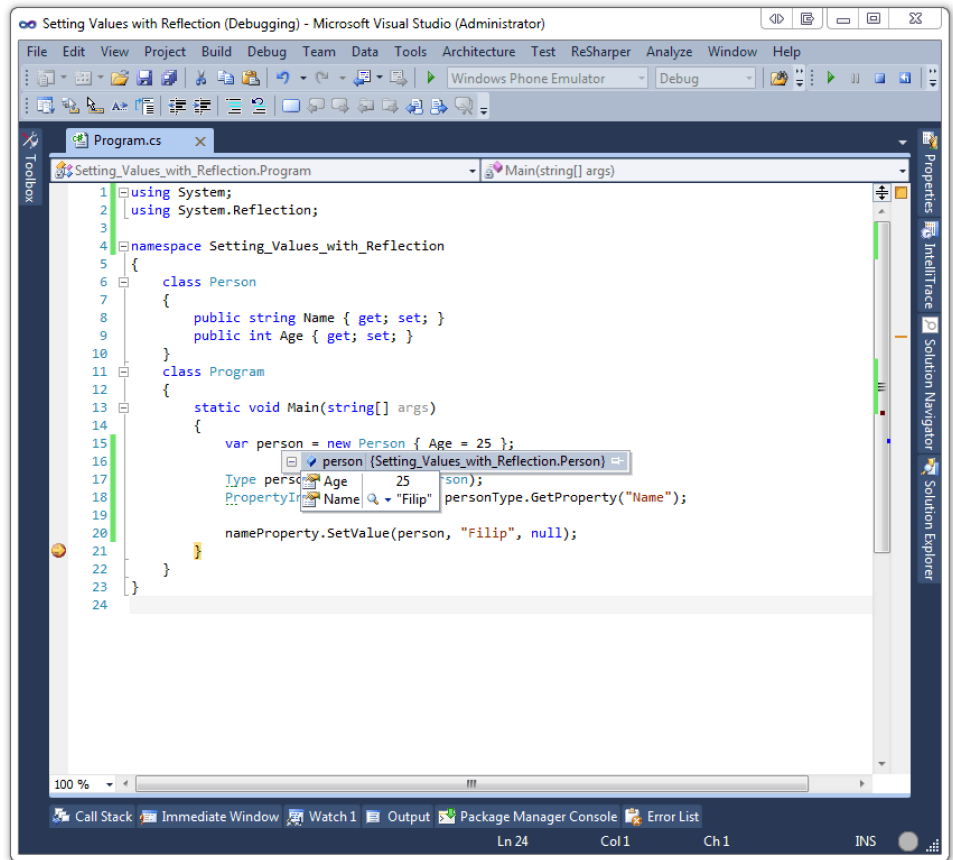 Setting Values with Reflection (Debugging) - Microsoft Visual Studio (Administrator)
File Edit View Project Build Debug Team Data Tools Architecture Test ReSharper Analyze Window Help
Windows Phone Emulator Debug
Toolbox
Program.cs
Setting_Values_with_Reflection.Program Main(string[] args)
1 using System;
2 using System.Reflection;
3
4 namespace Setting_Values_with_Reflection
5 {
6 class Person
7 {
8 public string Name { get; set; }
9 public int Age { get; set; }
10 }
11 class Program
12 {
13 static void Main(string[] args)
14 {
15 var person = new Person { Age = 25 };
16 person {Setting_Values_with_Reflection.Person}
17 Type perso Age 25 son);
18 PropertyIn Name "Filip" personType.GetProperty("Name");
19
20 nameProperty.SetValue(person, "Filip", null);
21 }
22 }
23 }
24
Properties
IntelliTrace
Solution Navigator
Solution Explorer
100 %
Call Stack Immediate Window Watch 1 Output Package Manager Console Error List
Ln 24 Col 1 Ch 1 INS